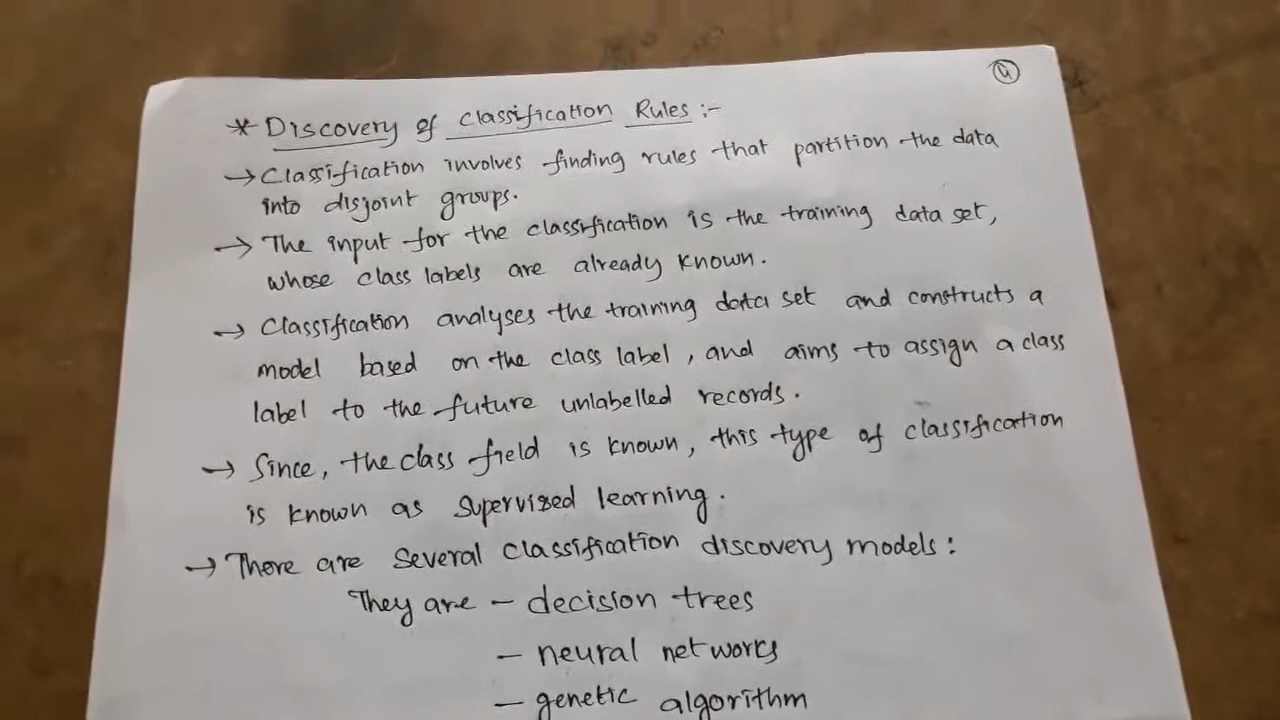 4
* Discovery of Classification Rules :-
→ Classification involves finding rules that partition the data
into disjoint groups.
→ The input for the classification is the training data set,
whose class labels are already known.
→ Classification analyses the training data set and constructs a
model based on the class label, and aims to assign a class
label to the future unlabelled records.
→ Since, the class field is known, this type of classification
is known as supervised learning.
→ There are several classification discovery models:
They are - decision trees
- neural networks
- genetic algorithm